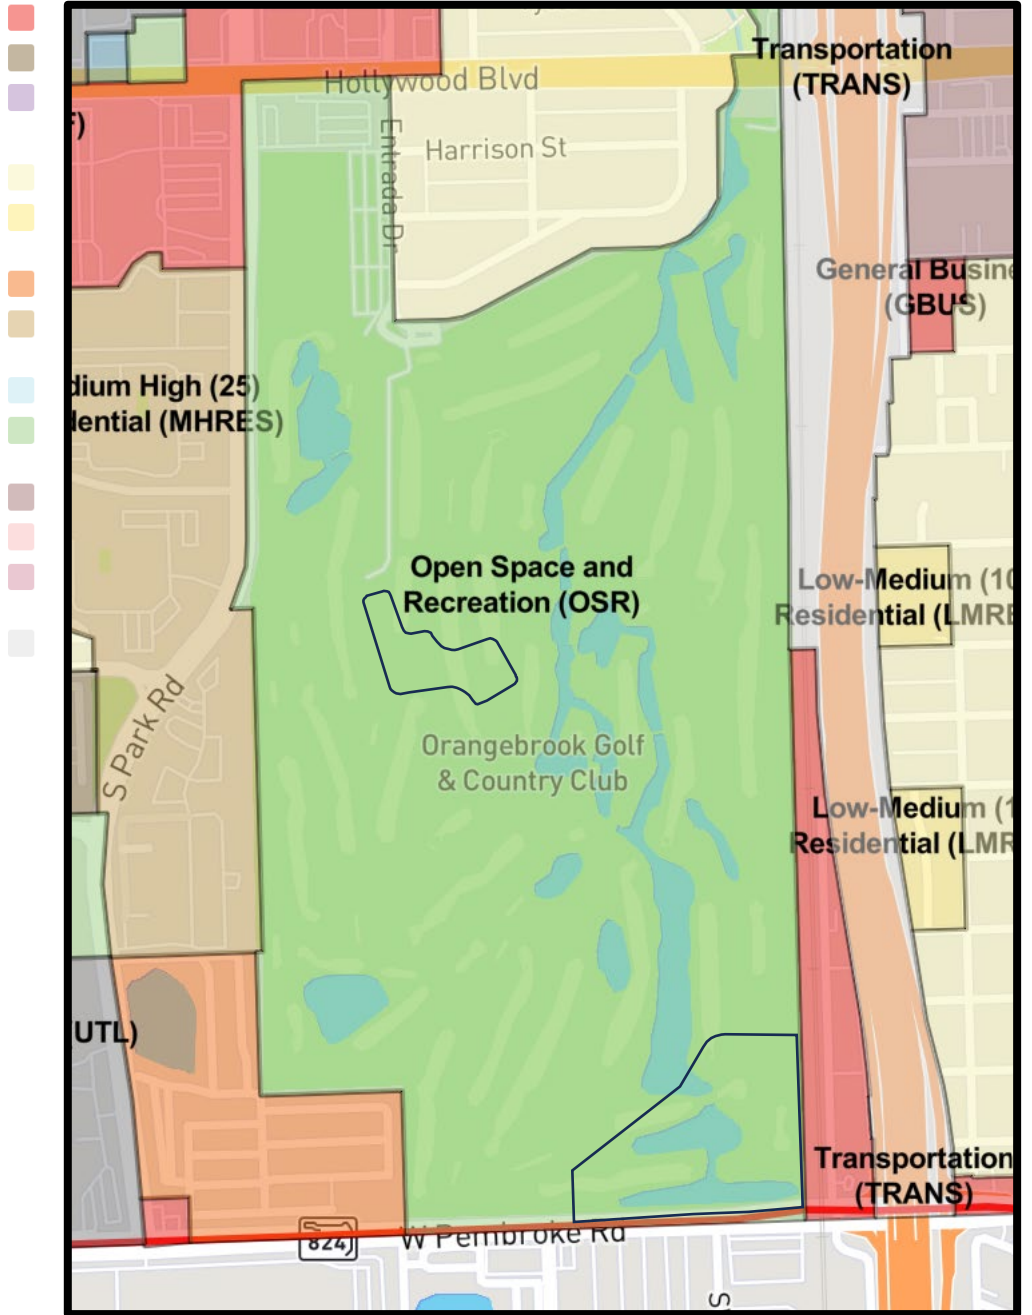 Transportation
(TRANS)
Hollywood Blvd
F)
Entrada Dr
Harrison St
General Busine
(GBUS)
dium High (25)
dential (MHRES)
Open Space and
Recreation (OSR)
Low-Medium (10
Residential (LMRE
S Park Rd
Orangebrook Golf
& Country Club
Low-Medium (1
Residential (LMR
UTL)
Transportation
(TRANS)
824
W Pembroke Rd
S